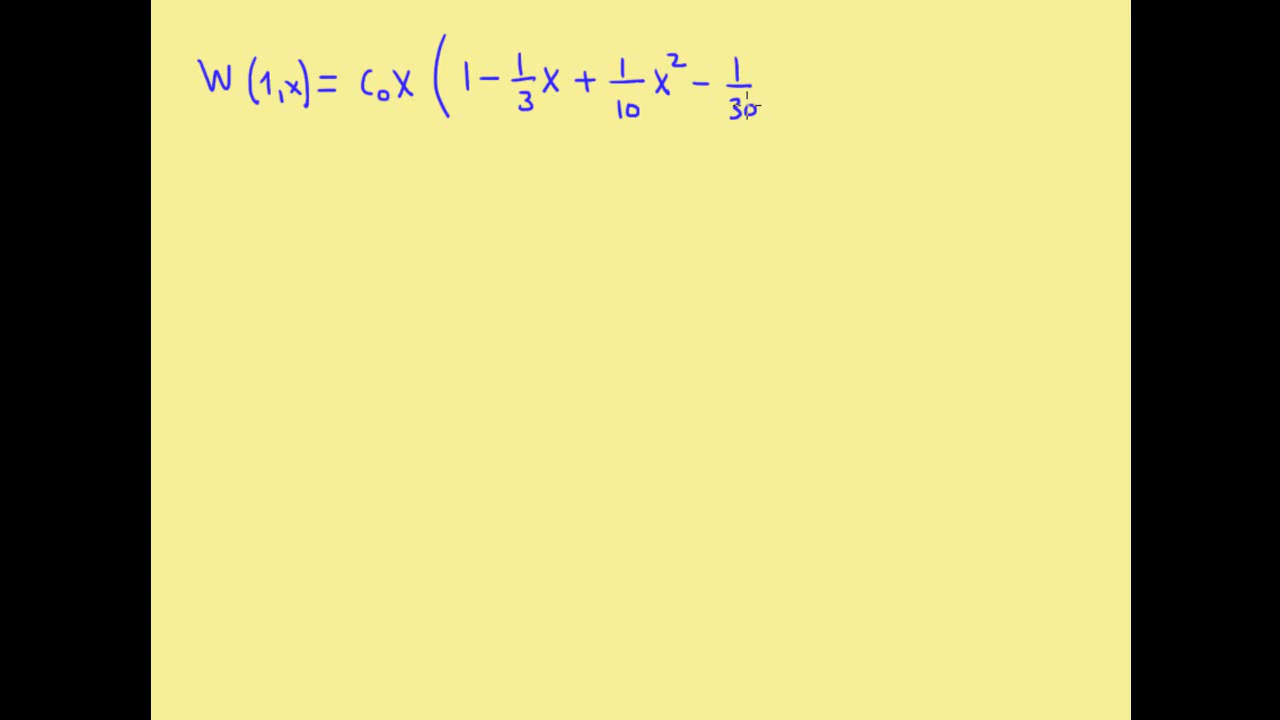 W(1,x) = c₀x (1 - 1/3 x + 1/10 x² - 1/30